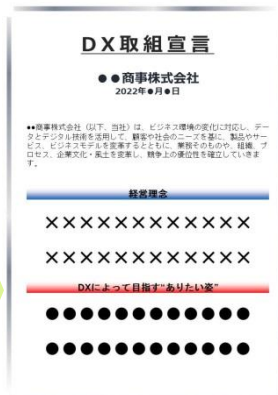 DX取組宣言
●●商事株式会社
2022年●月●日
●●商事株式会社（以下、当社）は、ビジネス環境の変化に対応し、デー
タとデジタル技術を活用して、顧客や社会のニーズを基に、製品やサー
ビス、ビジネスモデルを変革するとともに、業務そのものや、組織、プ
ロセス、企業文化・風土を変革し、競争上の優位性を確立していきま
す。
経営理念
××××××××××××
××××××××××××
DXによって目指す“ありたい姿”
●●●●●●●●●●●●
●●●●●●●●●●●●